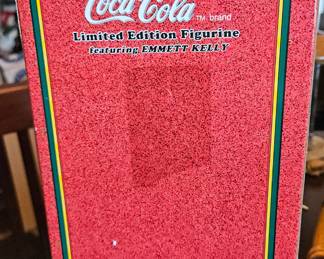 Coca-Cola TM brand
Limited Edition Figurine
featuring EMMETT KELLY